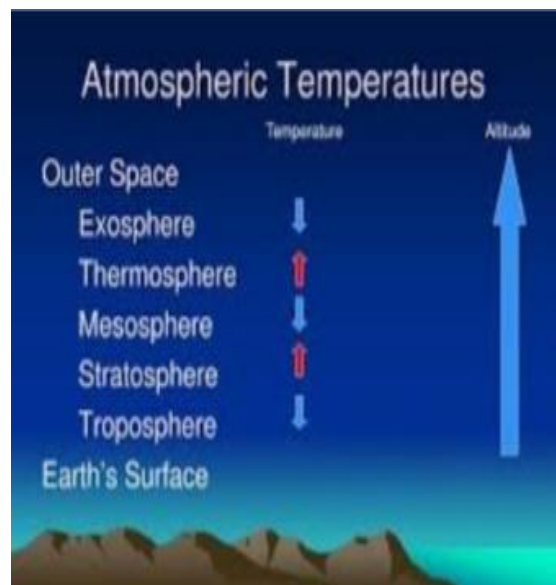 Atmospheric Temperatures
Temperature Altitude
Outer Space
Exosphere
Thermosphere
Mesosphere
Stratosphere
Troposphere
Earth's Surface